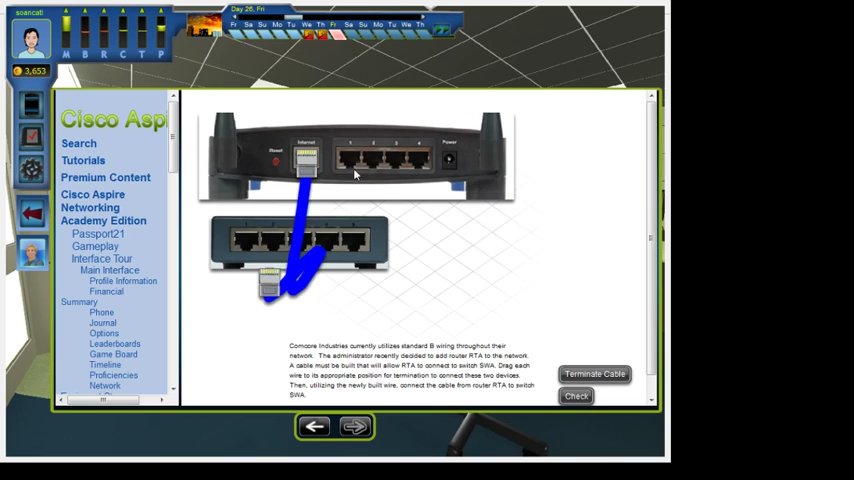 soancati
Day 26, Fri
Fr Sa Su Mo Tu We Th Fr Sa Su Mo Tu We Th
M B R C T P
3,653
Cisco Asp
Search
Tutorials
Premium Content
Cisco Aspire
Networking
Academy Edition
Passport21
Gameplay
Interface Tour
Main Interface
Profile Information
Financial
Summary
Phone
Journal
Options
Leaderboards
Game Board
Timeline
Proficiencies
Network
Reset
Internet
1 2 3 4
Power
Comcore Industries currently utilizes standard B wiring throughout their
network. The administrator recently decided to add router RTA to the network.
A cable must be built that will allow RTA to connect to switch SWA. Drag each
wire to its appropriate position for termination to connect these two devices.
Then, utilizing the newly built wire, connect the cable from router RTA to switch
SWA.
Terminate Cable
Check